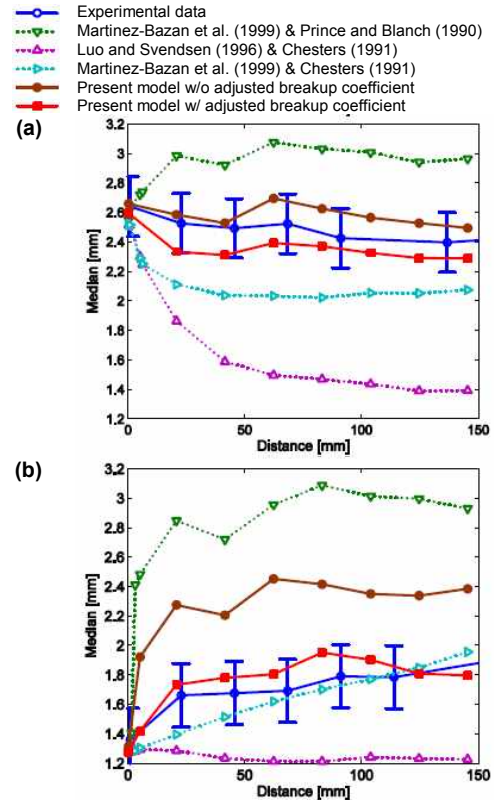 Experimental data
Martinez-Bazan et al. (1999) & Prince and Blanch (1990)
Luo and Svendsen (1996) & Chesters (1991)
Martinez-Bazan et al. (1999) & Chesters (1991)
Present model w/o adjusted breakup coefficient
Present model w/ adjusted breakup coefficient
(a)
3.2
3
2.8
2.6
2.4
2.2
2
1.8
1.6
1.4
1.2
Median [mm]
0 50 100 150
Distance [mm]
(b)
3.2
3
2.8
2.4
2
1.8
1.6
1.4
1.2
Median [mm]
0 50 100 150
Distance [mm]